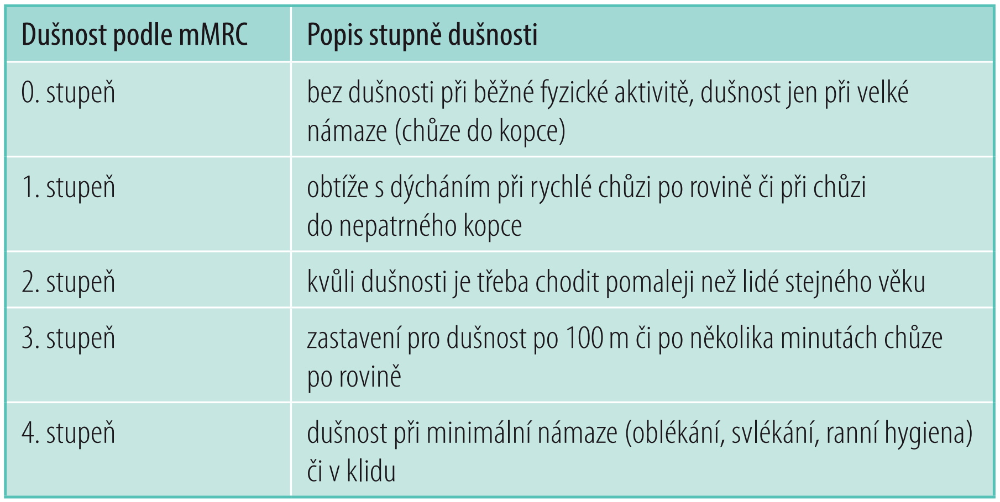 Dušnost podle mMRC
Popis stupně dušnosti
0. stupeň
bez dušnosti při běžné fyzické aktivitě, dušnost jen při velké
námaze (chůze do kopce)
1. stupeň
obtíže s dýcháním při rychlé chůzi po rovině či při chůzi
do nepatrného kopce
2. stupeň
kvůli dušnosti je třeba chodit pomaleji než lidé stejného věku
3. stupeň
zastavení pro dušnost po 100 m či po několika minutách chůze
po rovině
4. stupeň
dušnost při minimální námaze (oblékání, svlékání, ranní hygiena)
či v klidu